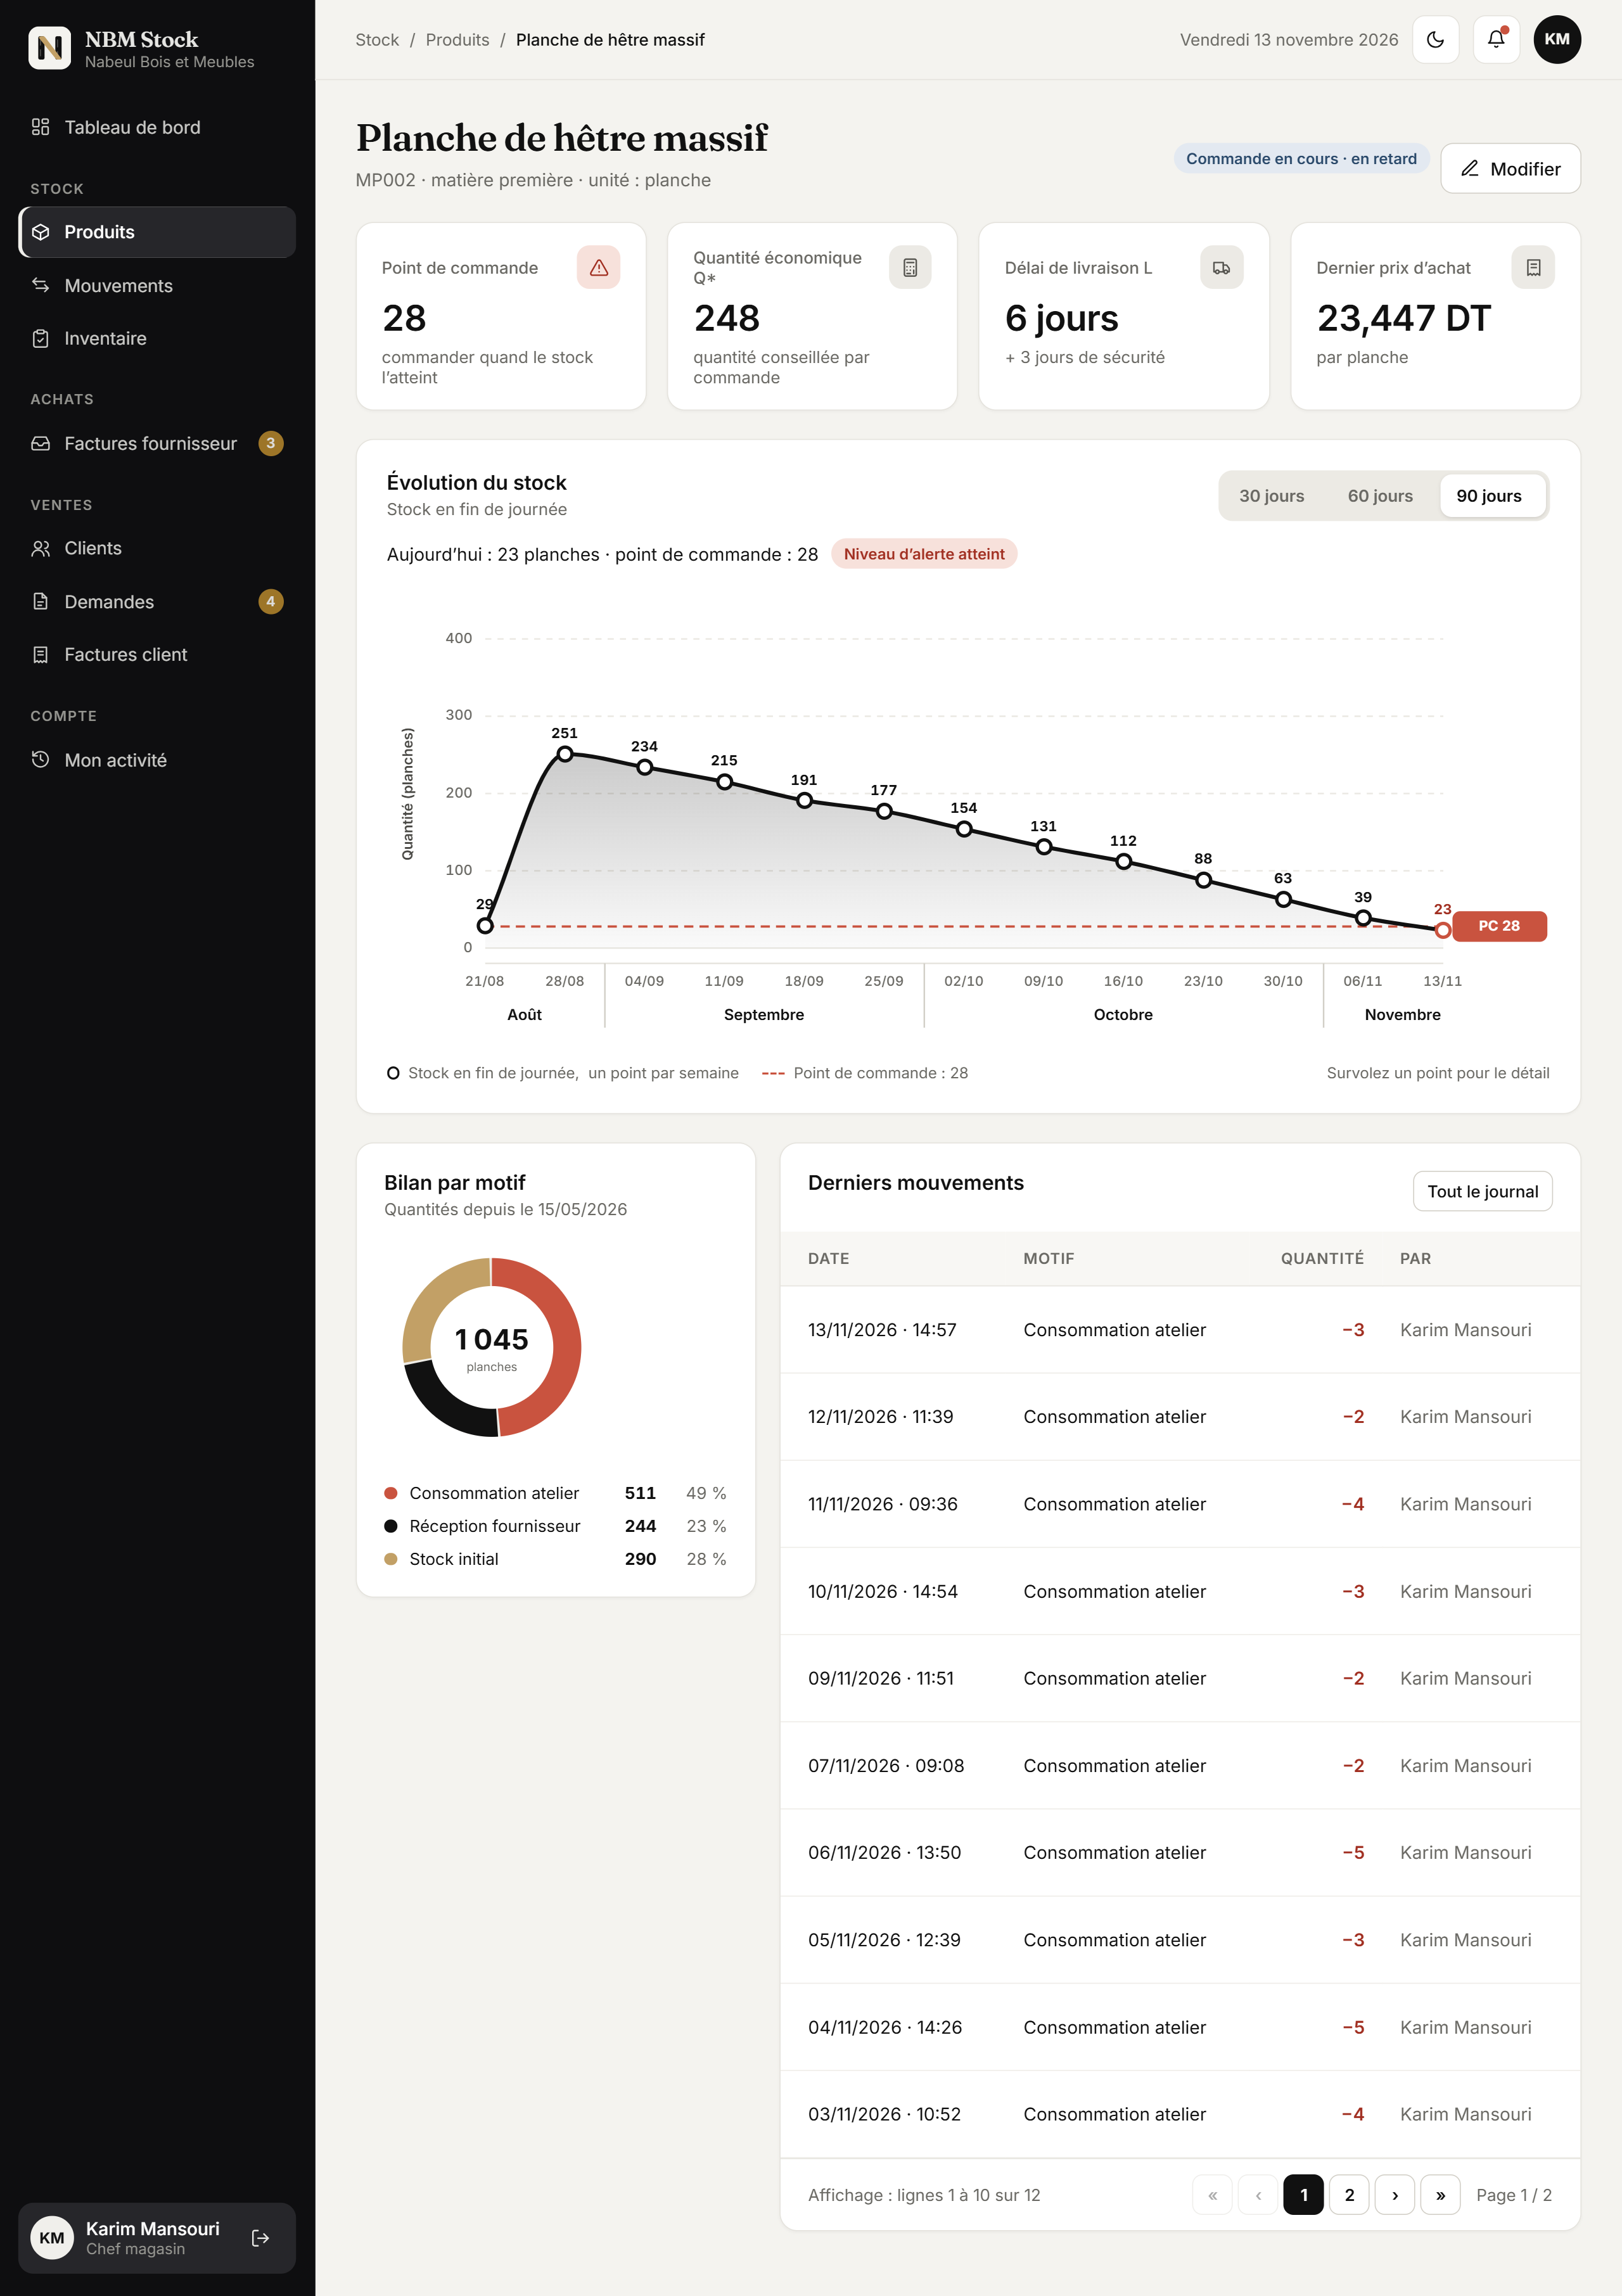 NBM Stock
Nabeul Bois et Meubles
Tableau de bord
STOCK
Produits
Mouvements
Inventaire
ACHATS
Factures fournisseur 3
VENTES
Clients
Demandes 4
Factures client
COMPTE
Mon activité
KM Karim Mansouri
Chef magasin
Stock / Produits / Planche de hêtre massif
Vendredi 13 novembre 2026 KM
Planche de hêtre massif
MP002 · matière première · unité : planche
Commande en cours · en retard
Modifier
Point de commande
28
commander quand le stock
l’atteint
Quantité économique
Q*
248
quantité conseillée par
commande
Délai de livraison L
6 jours
+ 3 jours de sécurité
Dernier prix d’achat
23,447 DT
par planche
Évolution du stock
Stock en fin de journée
30 jours 60 jours 90 jours
Aujourd’hui : 23 planches · point de commande : 28 Niveau d’alerte atteint
Quantité (planches)
400
300
200
100
0
29 251 234 215 191 177 154 131 112 88 63 39 23
PC 28
21/08 28/08 04/09 11/09 18/09 25/09 02/10 09/10 16/10 23/10 30/10 06/11 13/11
Août Septembre Octobre Novembre
Stock en fin de journée, un point par semaine Point de commande : 28
Survolez un point pour le détail
Bilan par motif
Quantités depuis le 15/05/2026
1 045
planches
Consommation atelier 511 49 %
Réception fournisseur 244 23 %
Stock initial 290 28 %
Derniers mouvements
Tout le journal
DATE MOTIF QUANTITÉ PAR
13/11/2026 · 14:57 Consommation atelier −3 Karim Mansouri
12/11/2026 · 11:39 Consommation atelier −2 Karim Mansouri
11/11/2026 · 09:36 Consommation atelier −4 Karim Mansouri
10/11/2026 · 14:54 Consommation atelier −3 Karim Mansouri
09/11/2026 · 11:51 Consommation atelier −2 Karim Mansouri
07/11/2026 · 09:08 Consommation atelier −2 Karim Mansouri
06/11/2026 · 13:50 Consommation atelier −5 Karim Mansouri
05/11/2026 · 12:39 Consommation atelier −3 Karim Mansouri
04/11/2026 · 14:26 Consommation atelier −5 Karim Mansouri
03/11/2026 · 10:52 Consommation atelier −4 Karim Mansouri
Affichage : lignes 1 à 10 sur 12
« ‹ 1 2 › » Page 1 / 2